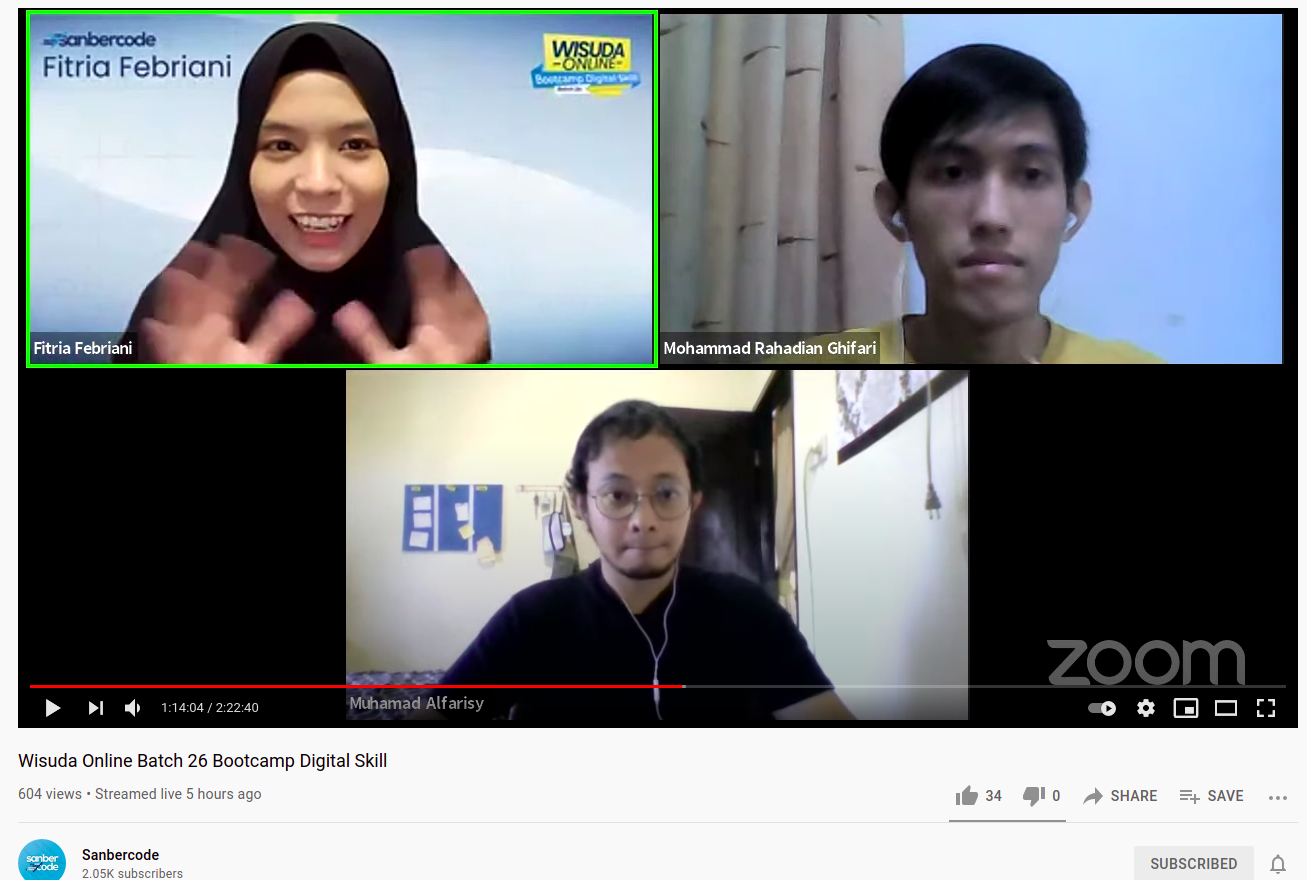 sanbercode
Fitria Febriani
WISUDA
ONLINE
Bootcamp Digital Skill
Fitria Febriani
Mohammad Rahadian Ghifari
Muhamad Alfarisy
zoom
1:14:04 / 2:22:40
Wisuda Online Batch 26 Bootcamp Digital Skill
604 views • Streamed live 5 hours ago
34
0
SHARE
SAVE
sanber
code
Sanbercode
2.05K subscribers
SUBSCRIBED